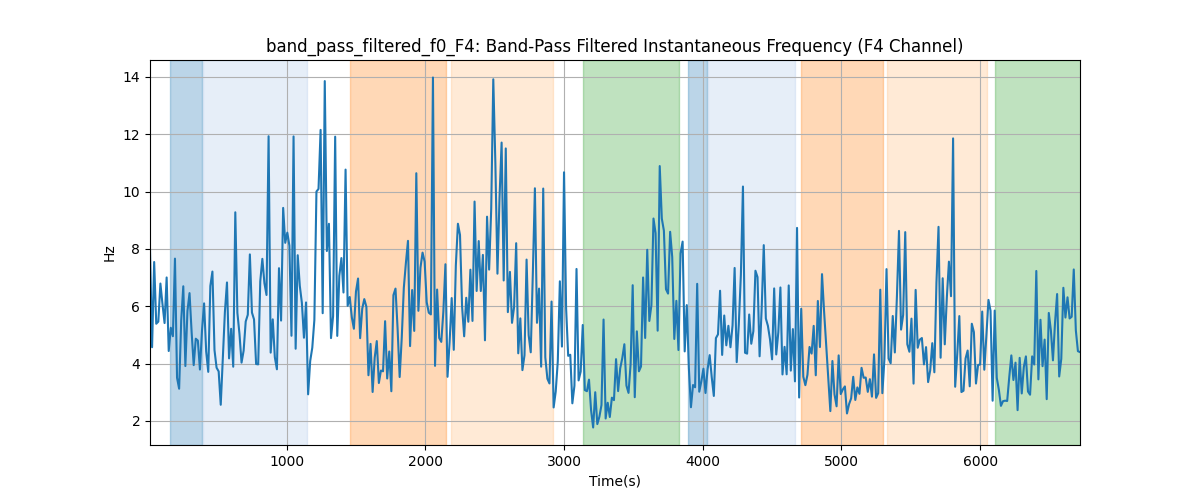 band_pass_filtered_f0_F4: Band-Pass Filtered Instantaneous Frequency (F4 Channel)
14
12
10
8
6
4
2
Hz
1000 2000 3000 4000 5000 6000
Time(s)